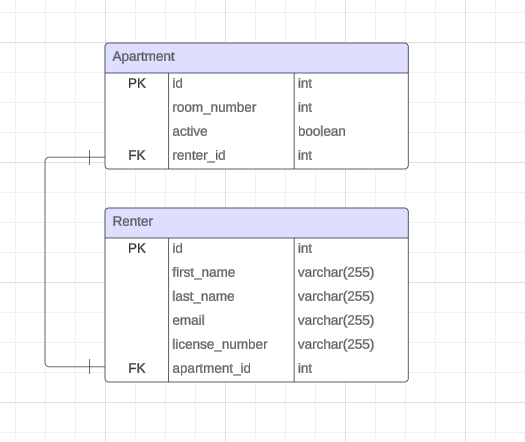 Apartment
PK id int
room_number int
active boolean
FK renter_id int
Renter
PK id int
first_name varchar(255)
last_name varchar(255)
email varchar(255)
license_number varchar(255)
FK apartment_id int